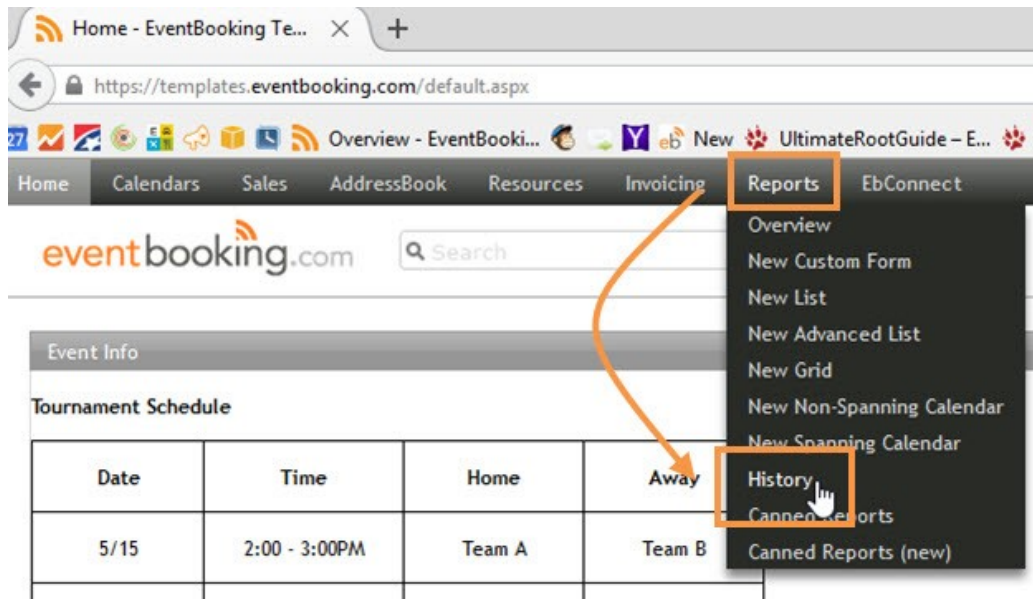 Home - EventBooking Te...
https://templates.eventbooking.com/default.aspx
27 Overview - EventBooki... Y eb New UltimateRootGuide – E...
Home Calendars Sales AddressBook Resources Invoicing Reports EbConnect
eventbooking.com Search
Overview
New Custom Form
New List
New Advanced List
New Grid
New Non-Spanning Calendar
New Spanning Calendar
History
Canned Reports
Canned Reports (new)
Event Info
Tournament Schedule
Date Time Home Away
5/15 2:00 - 3:00PM Team A Team B